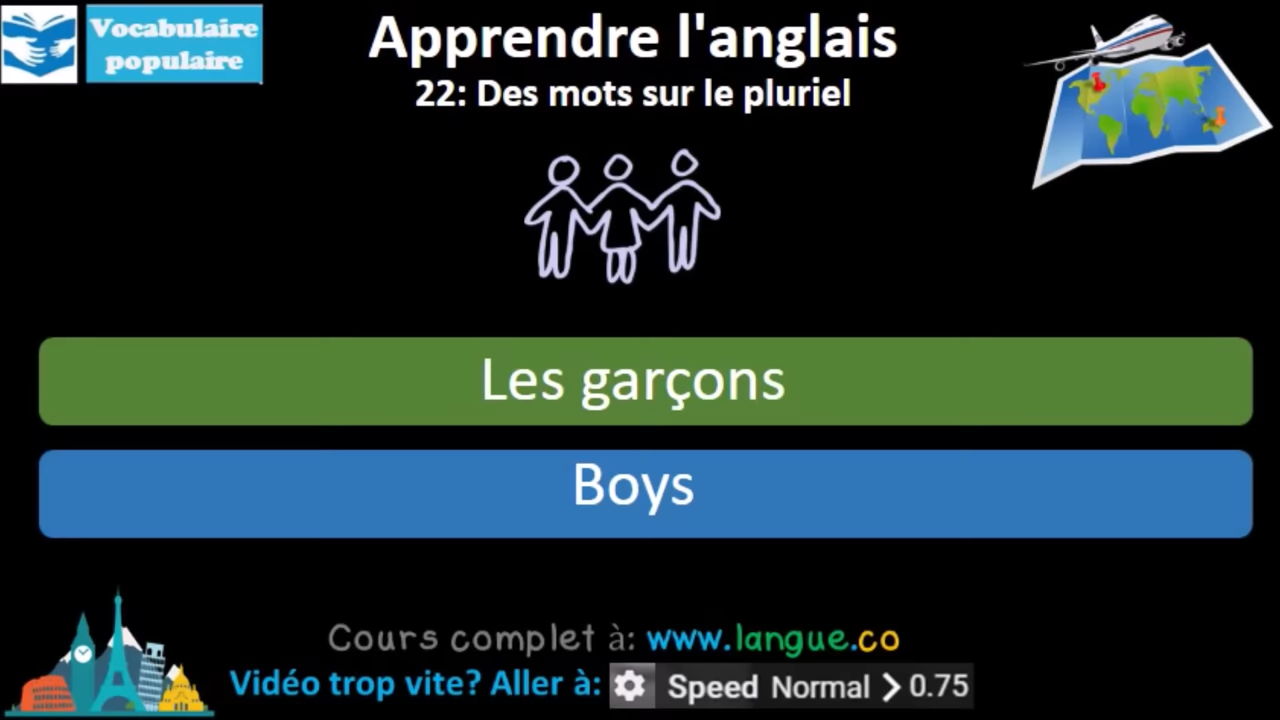 Vocabulaire
populaire
Apprendre l'anglais
22: Des mots sur le pluriel
Les garçons
Boys
Cours complet à: www.langue.co
Vidéo trop vite? Aller à: Speed Normal > 0.75